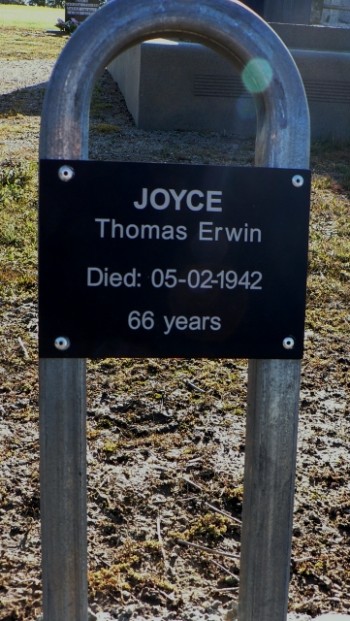 JOYCE
Thomas Erwin
Died: 05-02-1942
66 years